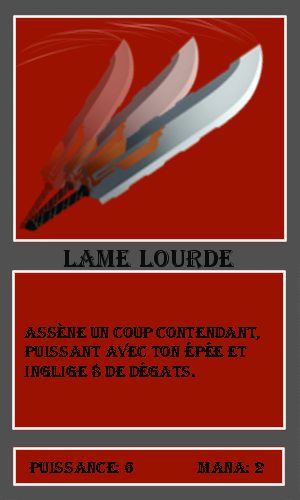 LAME LOURDE
ASSÈNE UN COUP CONTENDANT,
PUISSANT AVEC TON ÉPÉE ET
INGLIGE 8 DE DÉGATS.
PUISSANCE: 6 MANA: 2